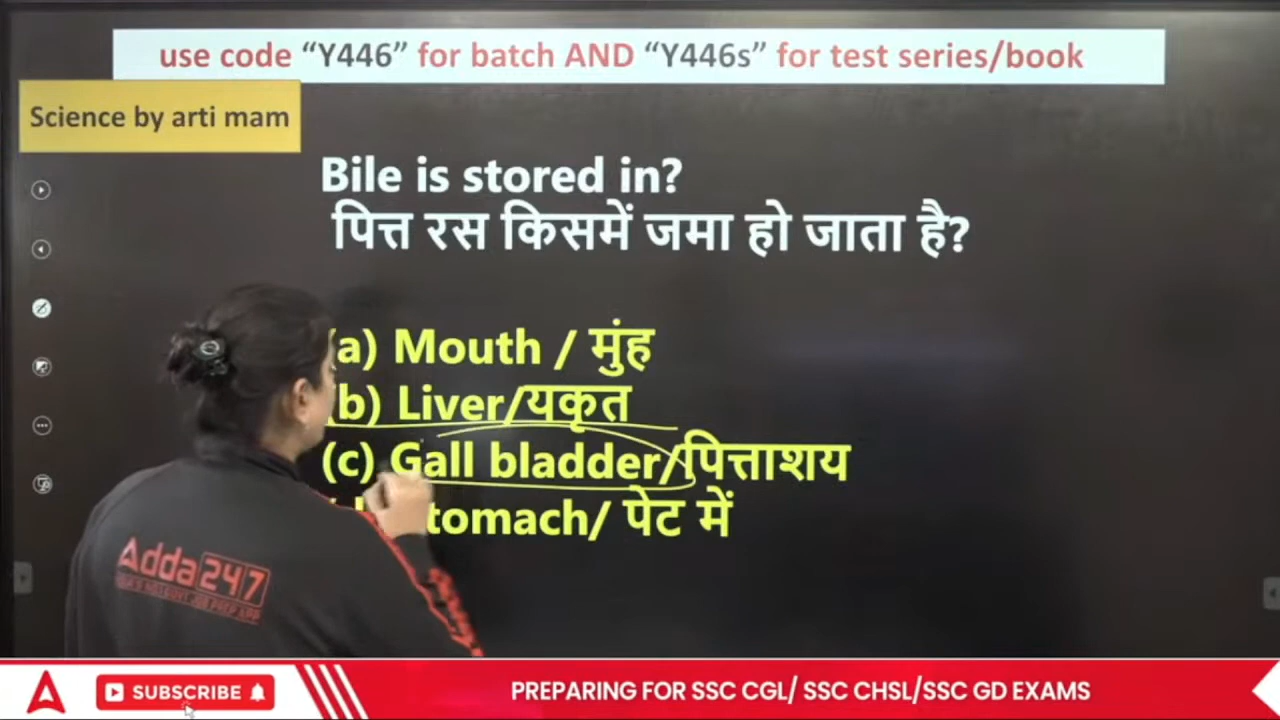 use code “Y446” for batch AND “Y446s” for test series/book
Science by arti mam
Bile is stored in?
पित्त रस किसमें जमा हो जाता है?
(a) Mouth / मुंह
(b) Liver/यकृत
(c) Gall bladder/पित्ताशय
tomach/ पेट में
Adda247
SUBSCRIBE
PREPARING FOR SSC CGL/ SSC CHSL/SSC GD EXAMS